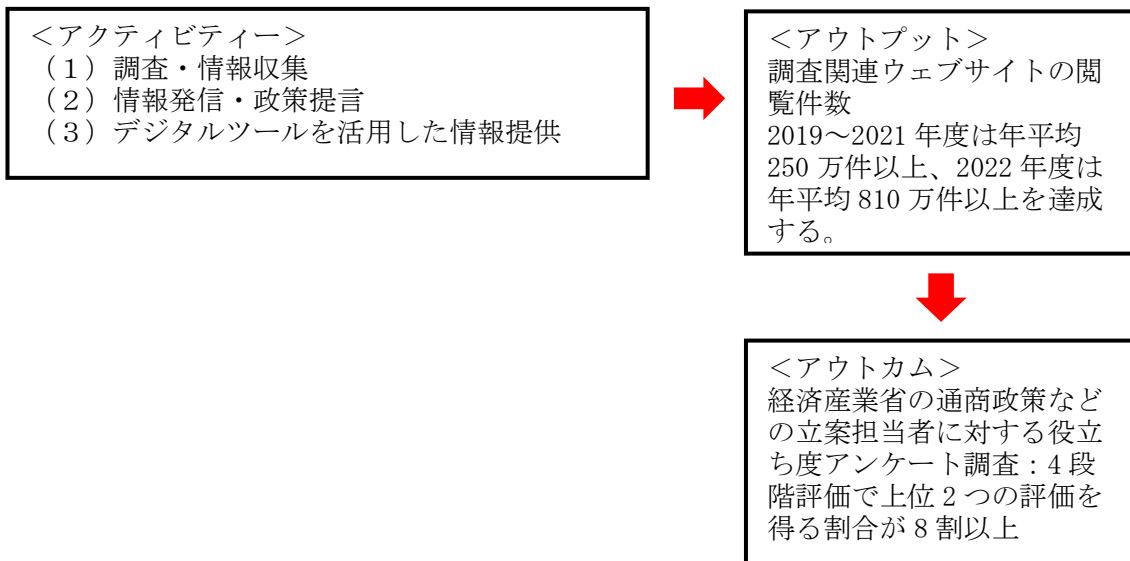 ＜アクティビティー＞
（１）調査・情報収集
（２）情報発信・政策提言
（３）デジタルツールを活用した情報提供
＜アウトプット＞
調査関連ウェブサイトの閲
覧件数
2019～2021 年度は年平均
250 万件以上、2022 年度は
年平均 810 万件以上を達成
する。
＜アウトカム＞
経済産業省の通商政策など
の立案担当者に対する役立
ち度アンケート調査：4 段
階評価で上位 2 つの評価を
得る割合が 8 割以上